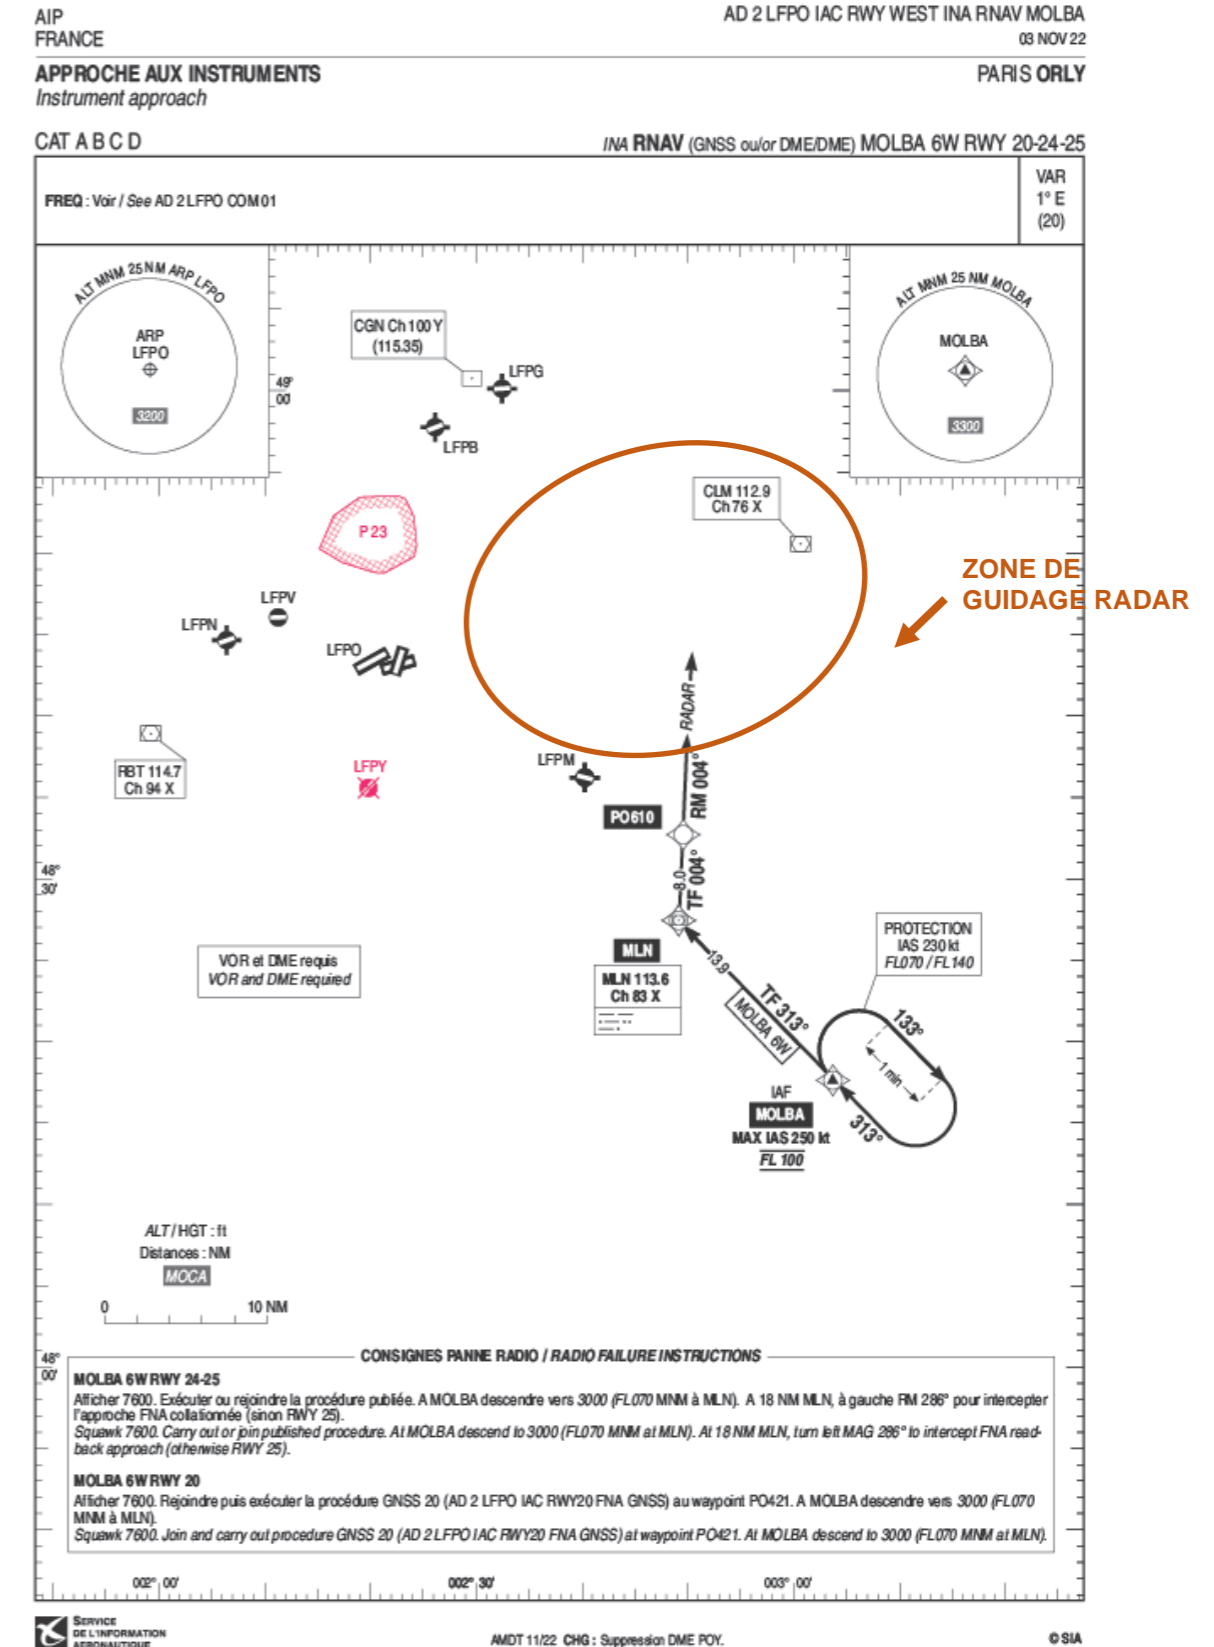 AIP
FRANCE
AD 2 LFPO IAC RWY WEST INA RNAV MOLBA
03 NOV 22
APPROCHE AUX INSTRUMENTS
Instrument approach
PARIS ORLY
CAT A B C D
INA RNAV (GNSS ou/or DME/DME) MOLBA 6W RWY 20-24-25
FREQ : Voir / See AD 2 LFPO COM 01
VAR
1° E
(20)
ALT MNM 25 NM ARP LFPO
ARP
LFPO
3200
CGN Ch 100 Y
(115.35)
LFPG
LFPB
49°
00'
ALT MNM 25 NM MOLBA
MOLBA
3300
CLM 112.9
Ch 76 X
P 23
ZONE DE
GUIDAGE RADAR
LFPV
LFPN
LFPO
RADAR
RBT 114.7
Ch 94 X
LFPY
LFPM
RM 004°
PO610
48°
30'
8.0
TF 004°
PROTECTION
IAS 230 kt
FL070 / FL140
VOR et DME requis
VOR and DME required
MLN
MLN 113.6
Ch 83 X
13.9
TF 313°
MOLBA 6W
133°
1 min
313°
IAF
MOLBA
MAX IAS 250 kt
FL 100
ALT / HGT : ft
Distances : NM
MOCA
0 10 NM
48°
00'
CONSIGNES PANNE RADIO / RADIO FAILURE INSTRUCTIONS
MOLBA 6W RWY 24-25
Afficher 7600. Exécuter ou rejoindre la procédure publiée. A MOLBA descendre vers 3000 (FL070 MNM à MLN). A 18 NM MLN, à gauche RM 286° pour intercepter
l'approche FNA collationnée (sinon RWY 25).
Squawk 7600. Carry out or join published procedure. At MOLBA descend to 3000 (FL070 MNM at MLN). At 18 NM MLN, turn left MAG 286° to intercept FNA read-
back approach (otherwise RWY 25).
MOLBA 6W RWY 20
Afficher 7600. Rejoindre puis exécuter la procédure GNSS 20 (AD 2 LFPO IAC RWY20 FNA GNSS) au waypoint PO421. A MOLBA descendre vers 3000 (FL070
MNM à MLN).
Squawk 7600. Join and carry out procedure GNSS 20 (AD 2 LFPO IAC RWY20 FNA GNSS) at waypoint PO421. At MOLBA descend to 3000 (FL070 MNM at MLN).
002° 00' 002° 30' 003° 00'
SERVICE
DE L'INFORMATION
AERONAUTIQUE
AMDT 11/22 CHG : Suppression DME POY.
© SIA